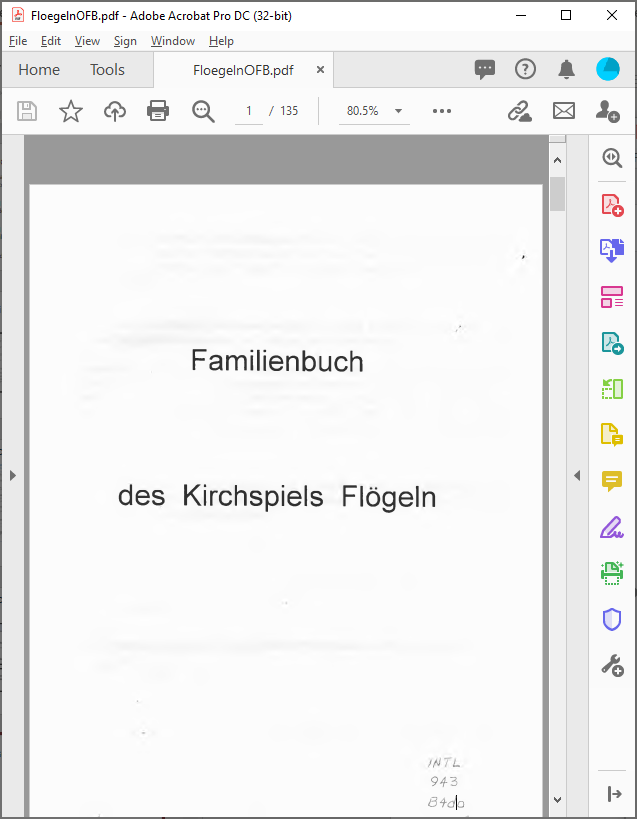 FloegelnOFB.pdf - Adobe Acrobat Pro DC (32-bit)
File Edit View Sign Window Help
Home Tools FloegelnOFB.pdf
1 / 135 80.5%
Familienbuch
des Kirchspiels Flögeln
INTL
943